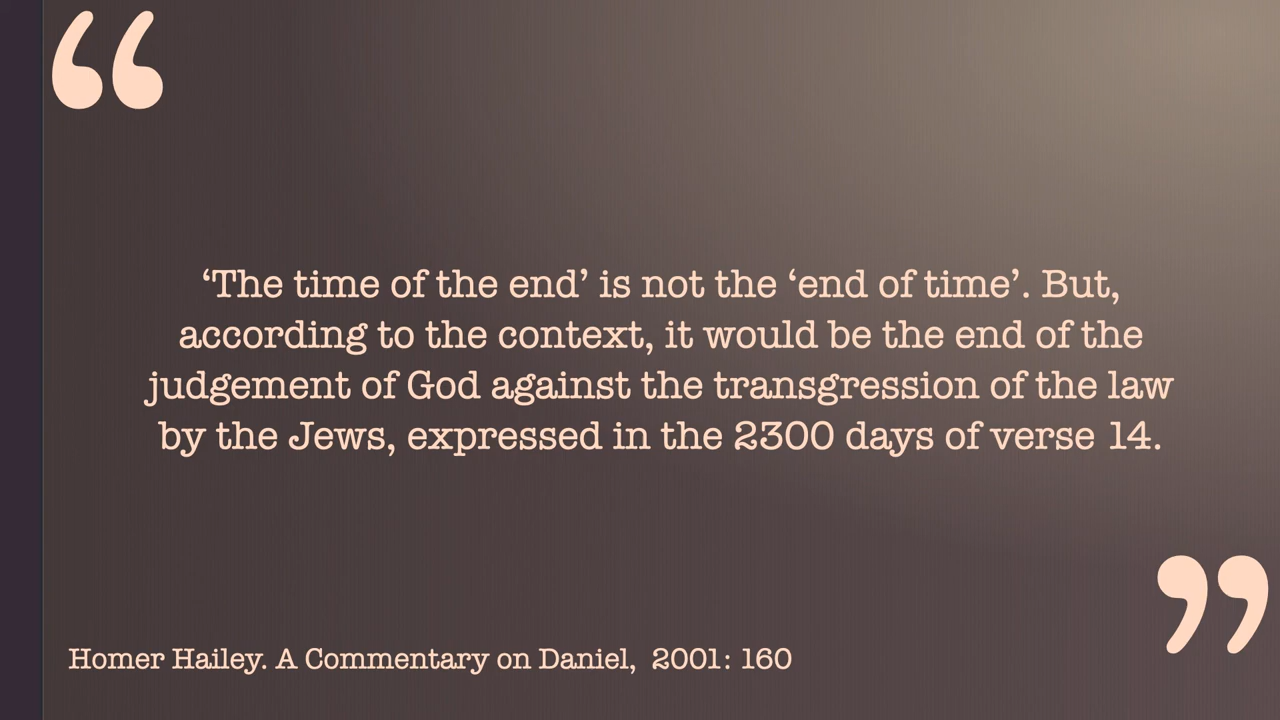 “
‘The time of the end’ is not the ‘end of time’. But,
according to the context, it would be the end of the
judgement of God against the transgression of the law
by the Jews, expressed in the 2300 days of verse 14.
”
Homer Hailey. A Commentary on Daniel,  2001: 160